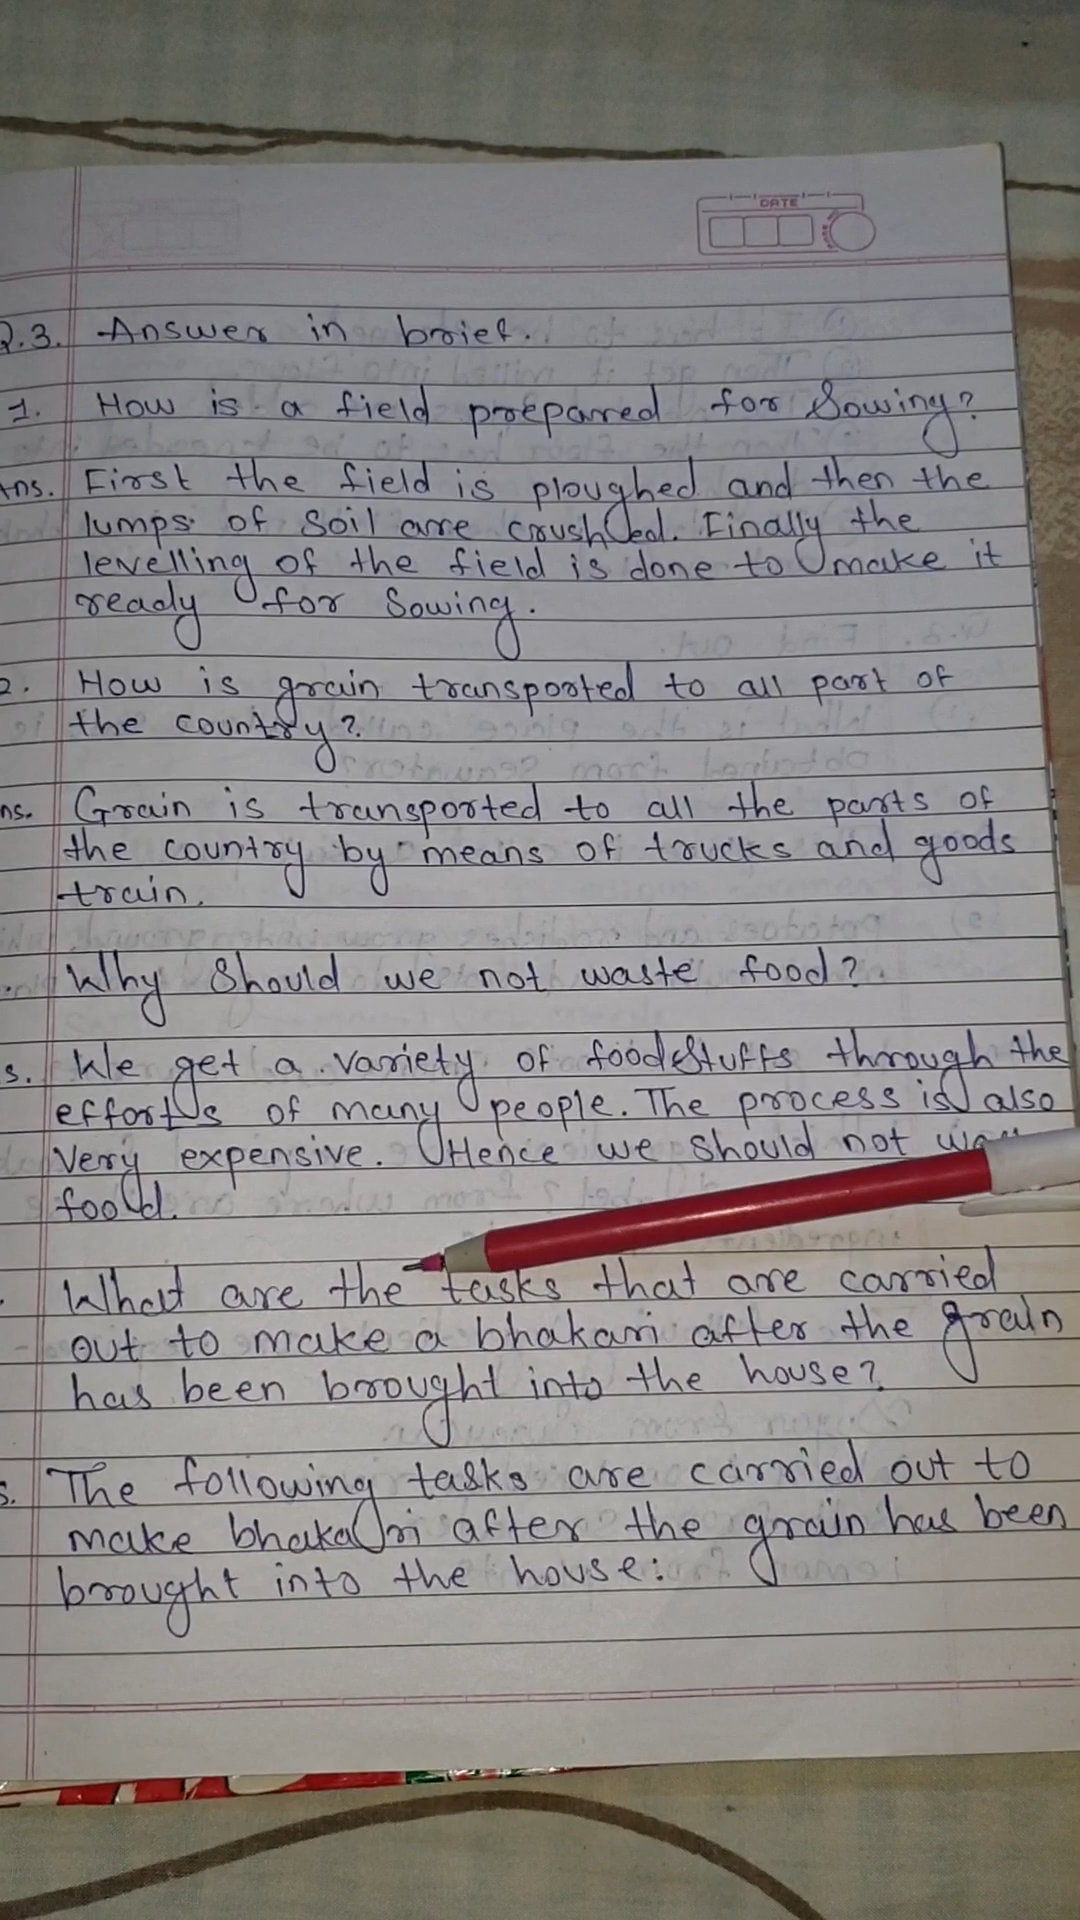 DATE
.3. Answer in brief.
1. How is a field prepared for Sowing?
ns. First the field is ploughed and then the
lumps of soil are crushed. Finally the
levelling of the field is done to make it
ready for Sowing.
2. How is grain transported to all part of
the country?
ns. Grain is transported to all the parts of
the country by means of trucks and goods
train.
Why Should we not waste food?
s. We get a variety of foodstuffs through the
efforts of many people. The process is also
Very expensive. Hence we should not
food.
What are the tasks that are carried
out to make a bhakari after the grain
has been brought into the house?
s. The following tasks are carried out to
make bhakari after the grain has been
brought into the house: